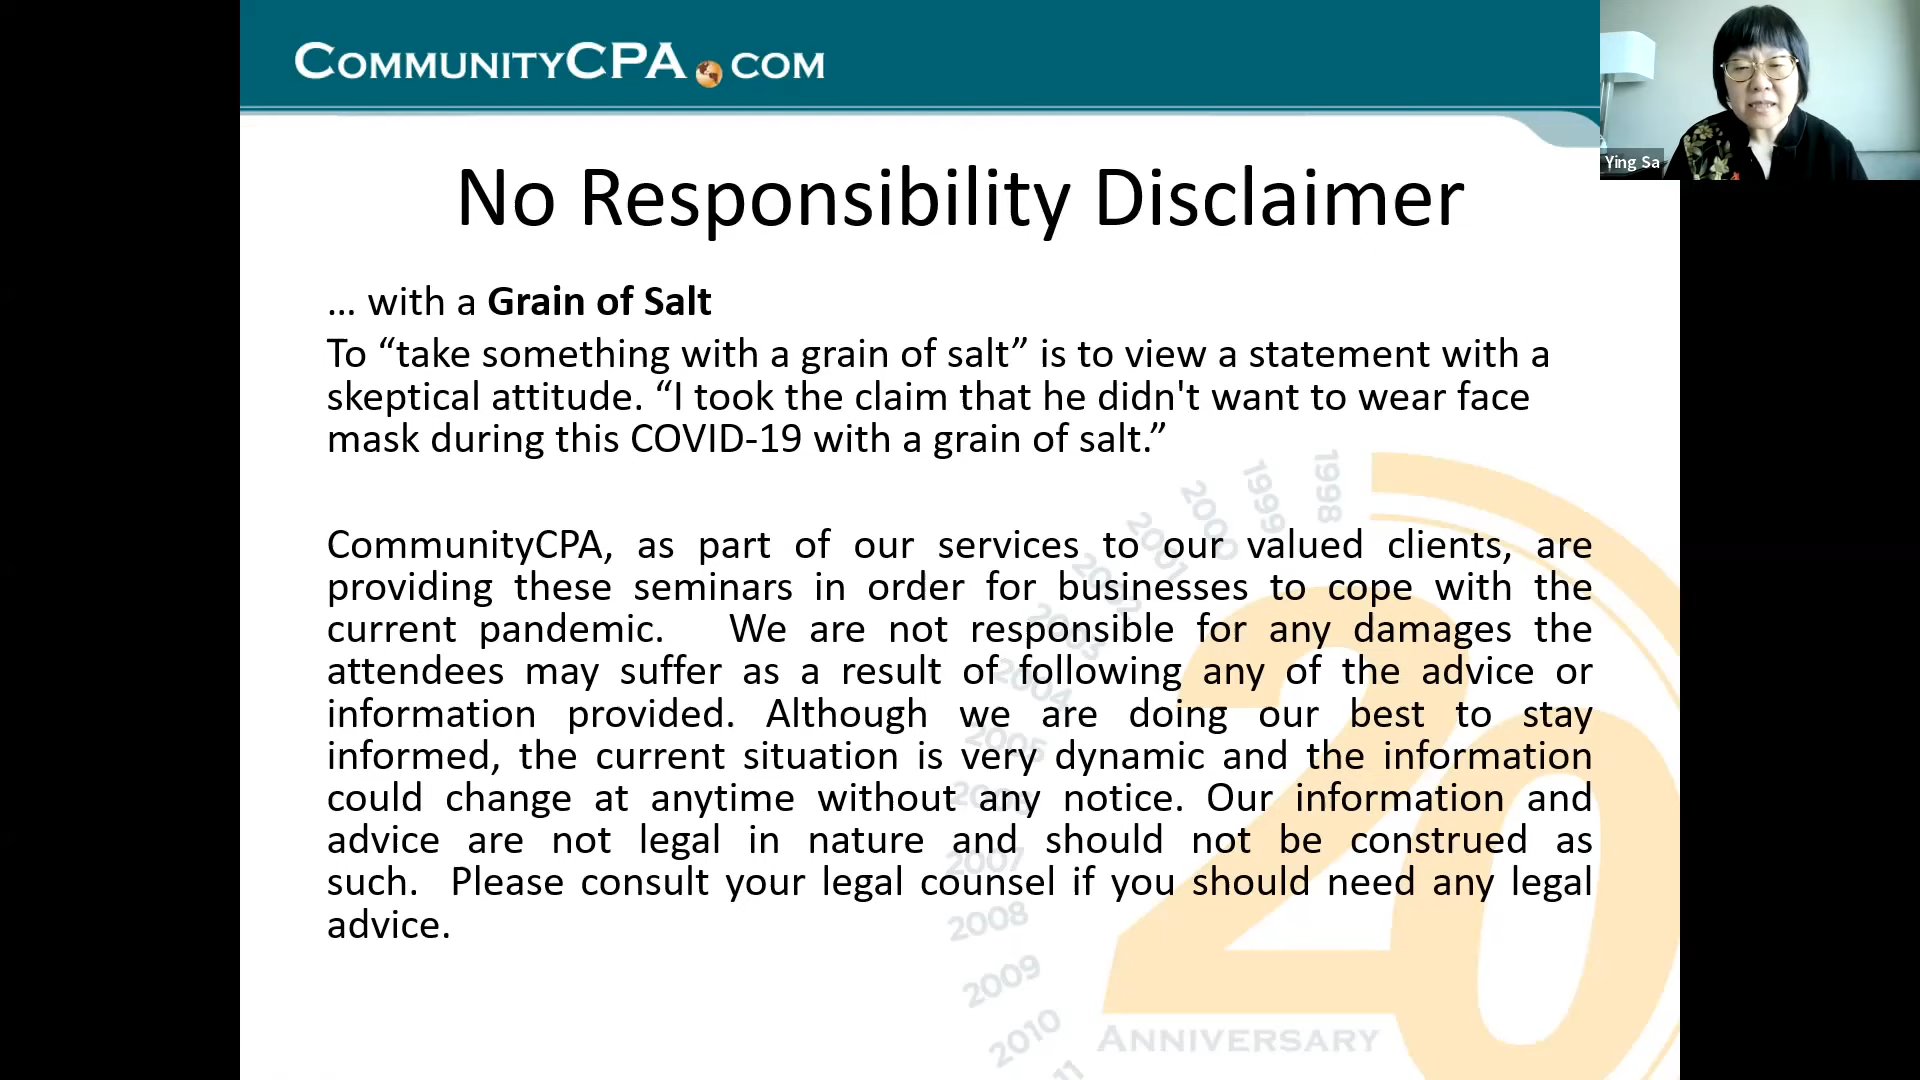 COMMUNITYCPA.COM
Ying Sa
No Responsibility Disclaimer
… with a Grain of Salt
To “take something with a grain of salt” is to view a statement with a
skeptical attitude. “I took the claim that he didn't want to wear face
mask during this COVID-19 with a grain of salt.”
CommunityCPA, as part of our services to our valued clients, are
providing these seminars in order for businesses to cope with the
current pandemic. We are not responsible for any damages the
attendees may suffer as a result of following any of the advice or
information provided. Although we are doing our best to stay
informed, the current situation is very dynamic and the information
could change at anytime without any notice. Our information and
advice are not legal in nature and should not be construed as
such. Please consult your legal counsel if you should need any legal
advice.
1998
1999
2000
2001
2002
2003
2004
2005
2006
2007
2008
2009
2010
20
ANNIVERSARY